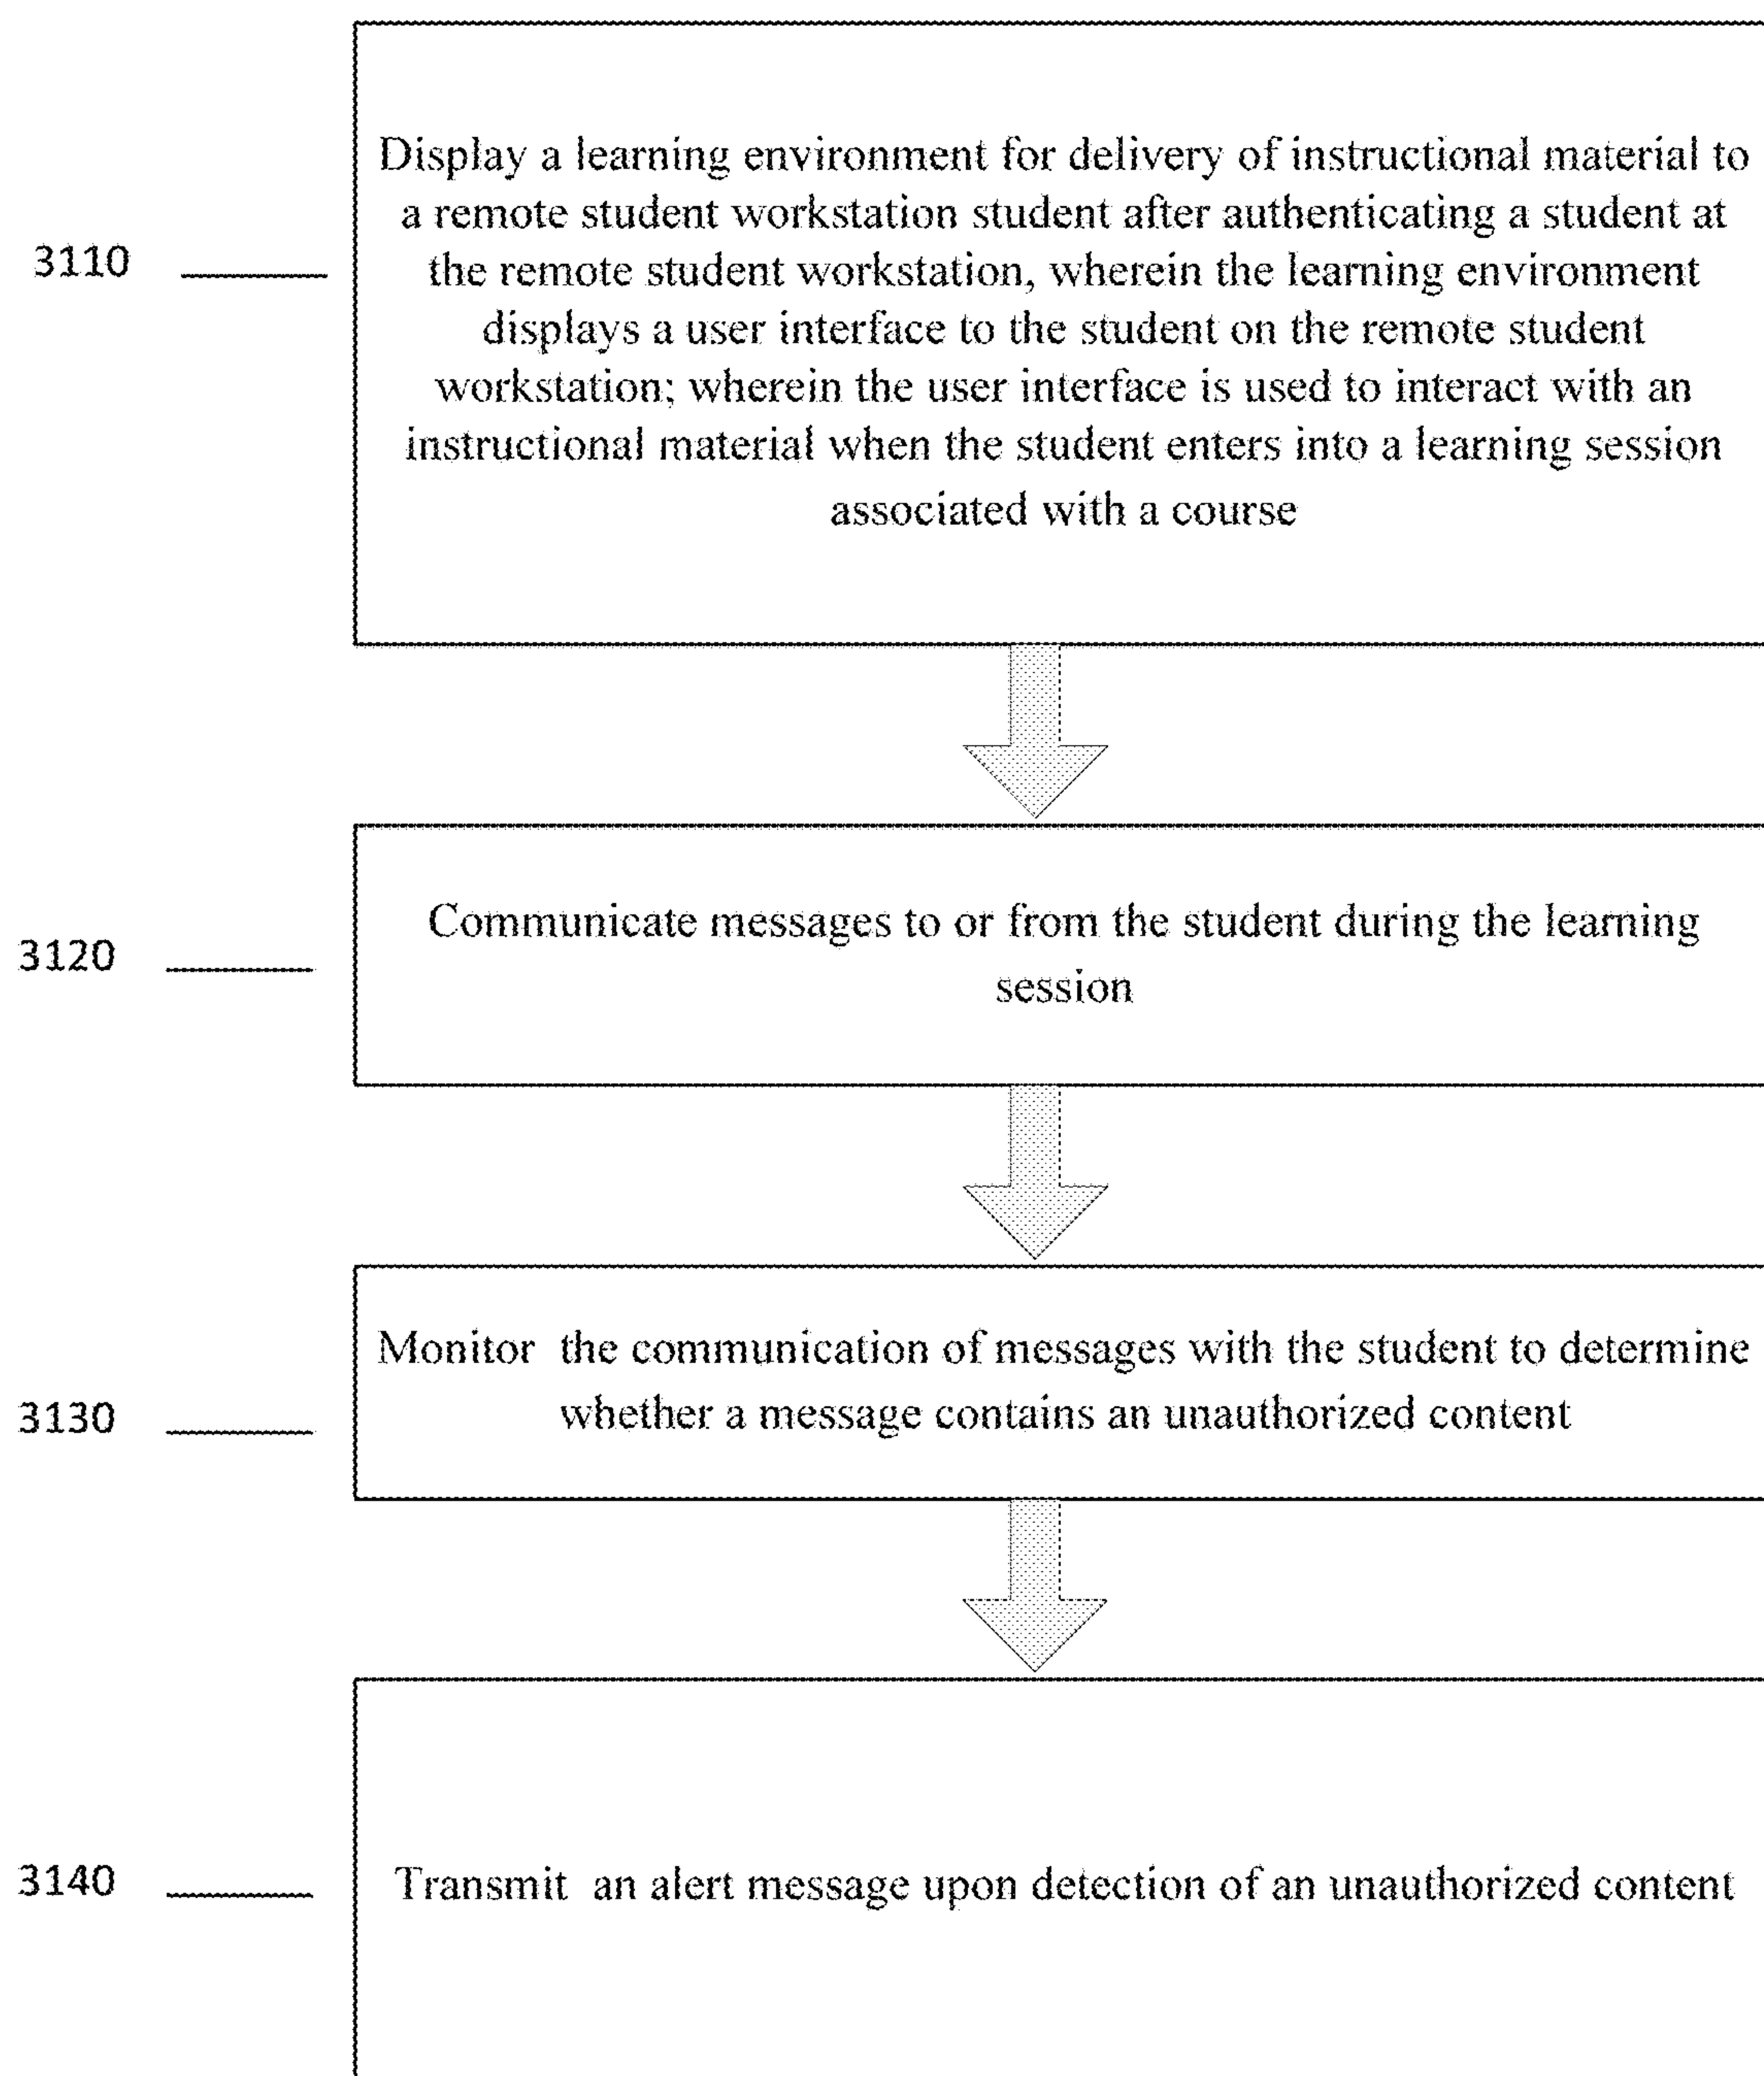 Display a learning environment for delivery of instructional material to
a remote student workstation student after authenticating a student at
3110
the remote student workstation, wherein the learning environment
displays a user interface to the student on the remote student
workstation; wherein the user interface is used to interact with an
instructional material when the student enters into a learning session
associated with a course
Communicate messages to or from the student during the learning
3120
session
Monitor the communication of messages with the student to determine
3130
whether a message contains an unauthorized content
3140
Transmit an alert message upon detection of an unauthorized content